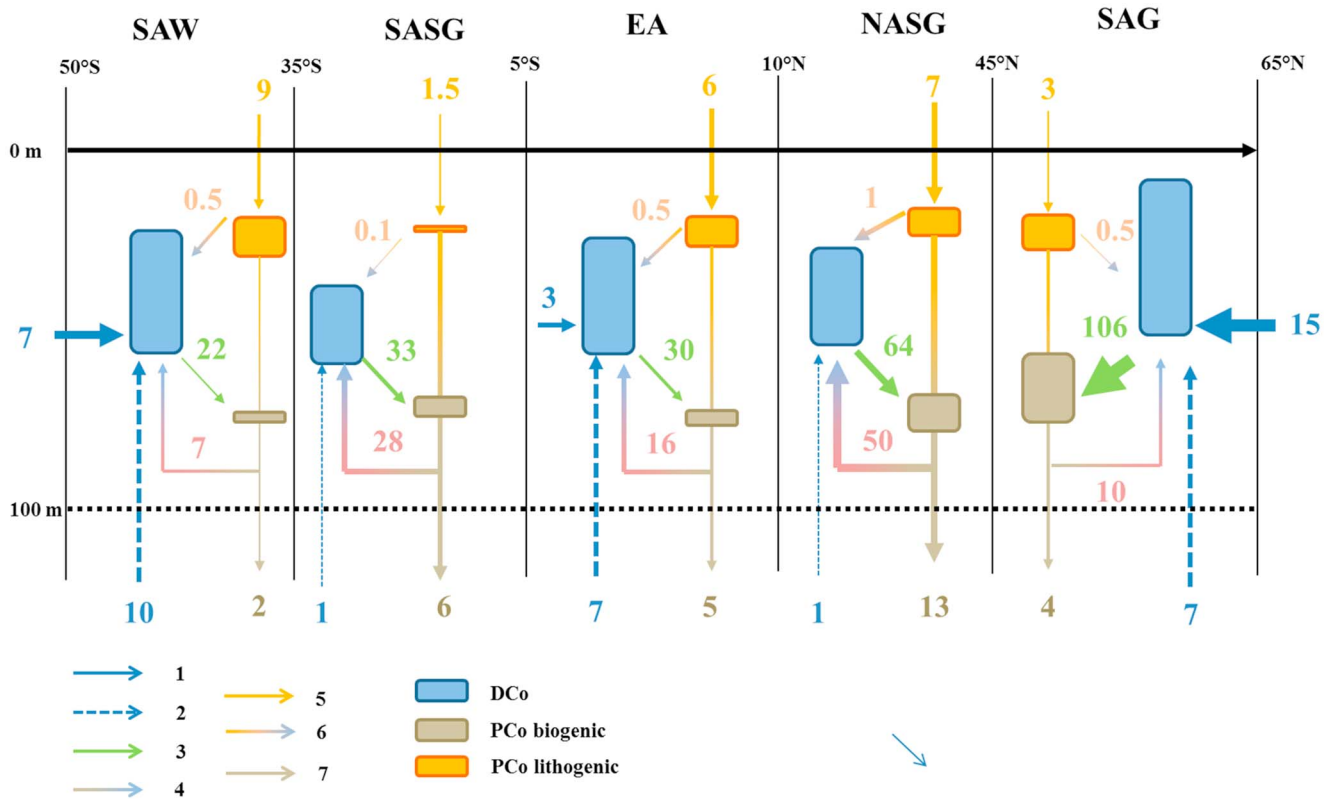 SAW SASG EA NASG SAG
50°S 35°S 5°S 10°N 45°N 65°N
9 1.5 6 7 3
0 m
0.5 0.1 0.5 1 0.5
7 3 15
22 33 30 64 106
7 28 16 50 10
100 m
10 2 1 6 7 5 1 13 4 7
1
2
3
4
5
6
7
DCo
PCo biogenic
PCo lithogenic